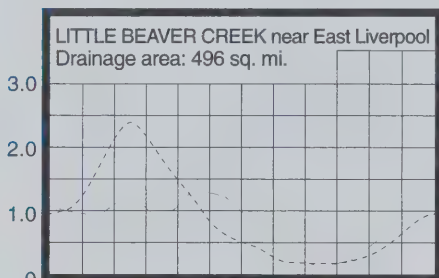 LITTLE BEAVER CREEK near East Liverpool
Drainage area: 496 sq. mi.
3.0
2.0
1.0
0